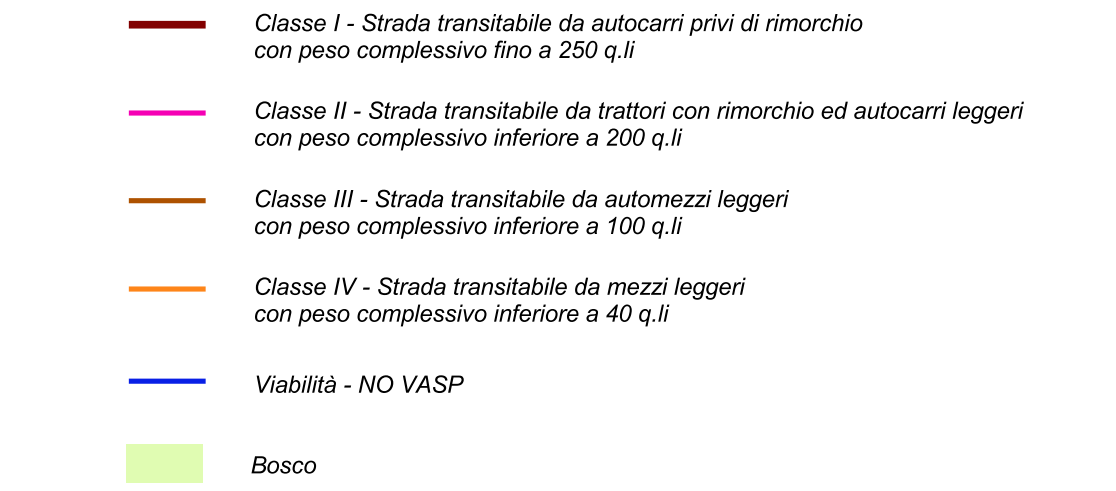 Classe I - Strada transitabile da autocarri privi di rimorchio
con peso complessivo fino a 250 q.li
Classe II - Strada transitabile da trattori con rimorchio ed autocarri leggeri
con peso complessivo inferiore a 200 q.li
Classe III - Strada transitabile da automezzi leggeri
con peso complessivo inferiore a 100 q.li
Classe IV - Strada transitabile da mezzi leggeri
con peso complessivo inferiore a 40 q.li
Viabilità - NO VASP
Bosco